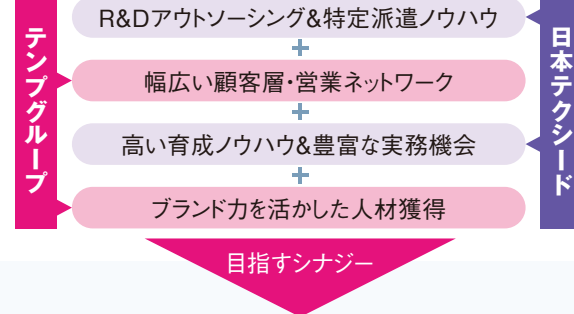 テンプグループ
R&Dアウトソーシング&特定派遣ノウハウ
+
幅広い顧客層・営業ネットワーク
+
高い育成ノウハウ&豊富な実務機会
+
ブランド力を活かした人材獲得
日本テクシード
目指すシナジー